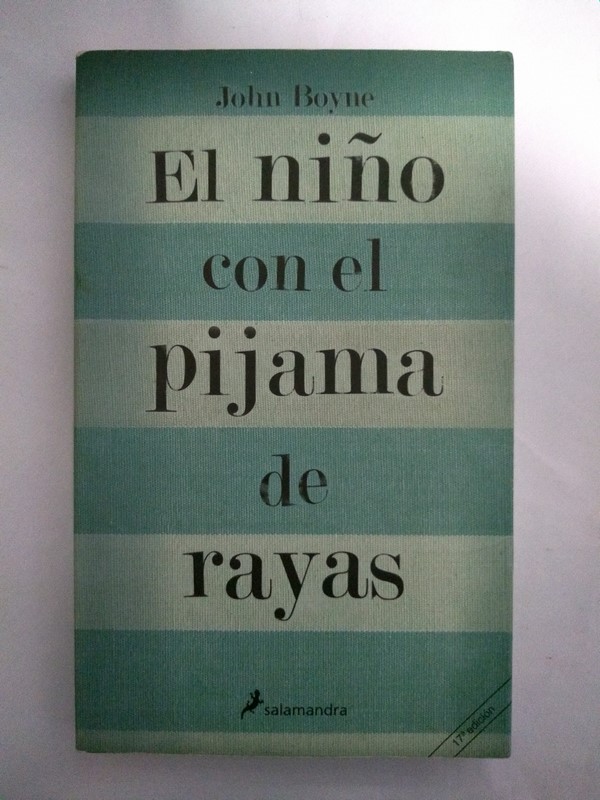 John Boyne
El niño
con el
pijama
de
rayas
salamandra
17ª edición